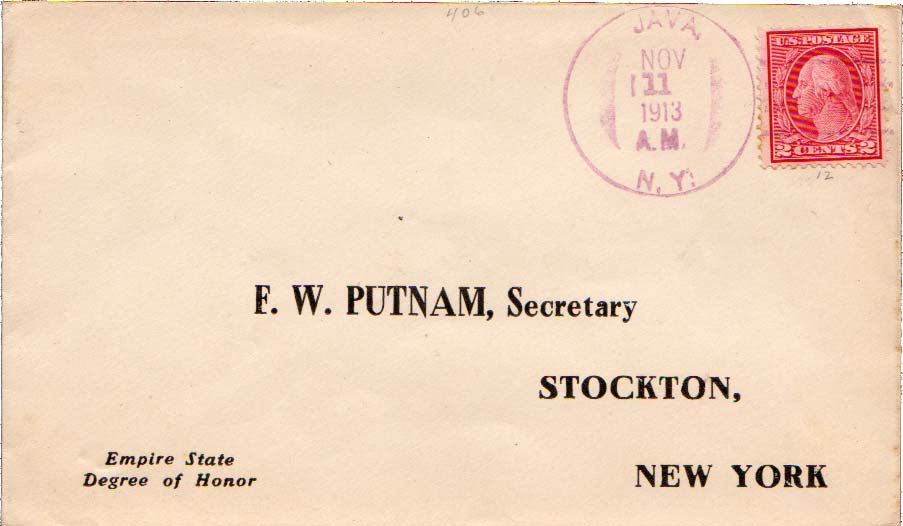 406
JAVA,
NOV
11
1913
A.M.
N.Y.
U.S. POSTAGE
2 CENTS 2
12
F. W. PUTNAM, Secretary
STOCKTON,
NEW YORK
Empire State
Degree of Honor